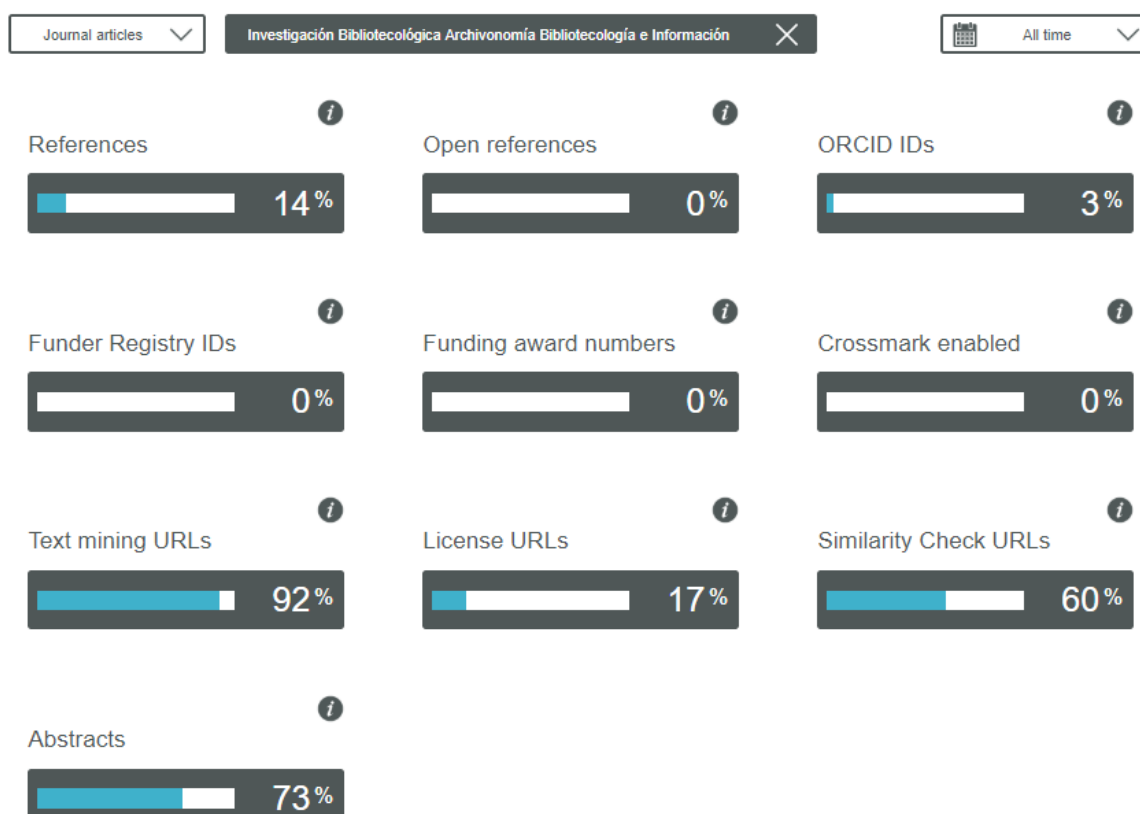 Journal articles Investigación Bibliotecológica Archivonomía Bibliotecología e Información All time
References Open references ORCID IDs
14% 0% 3%
Funder Registry IDs Funding award numbers Crossmark enabled
0% 0% 0%
Text mining URLs License URLs Similarity Check URLs
92% 17% 60%
Abstracts
73%